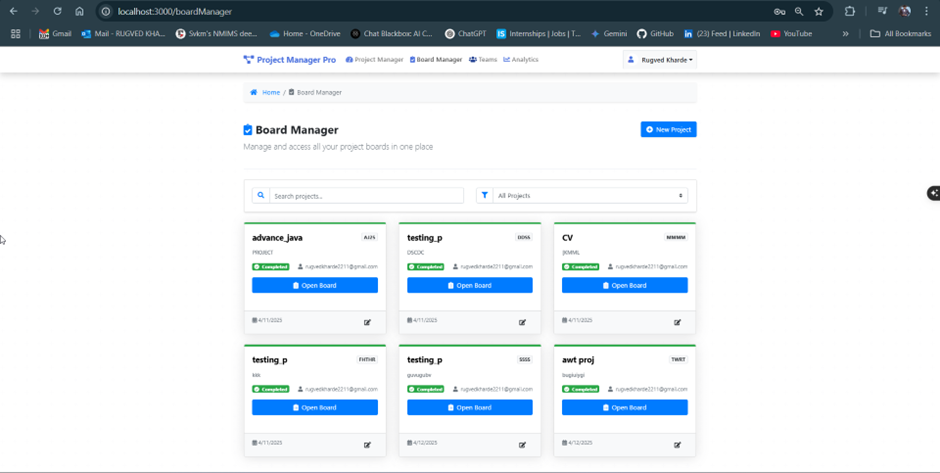 localhost:3000/boardManager
Gmail
Mail - RUGVED KHA...
Svkm's NMIMS dee...
Home - OneDrive
Chat Blackbox: AI C...
ChatGPT
Internships | Jobs | T...
Gemini
GitHub
(23) Feed | LinkedIn
YouTube
All Bookmarks
Project Manager Pro
Project Manager
Board Manager
Teams
Analytics
Rugved Kharde
Home / Board Manager
Board Manager
New Project
Manage and access all your project boards in one place
Search projects...
All Projects
advance_java
AJ25
PROJECT
Completed
rugvedkharde2211@gmail.com
Open Board
4/11/2025
testing_p
DDSS
DSCDC
Completed
rugvedkharde2211@gmail.com
Open Board
4/11/2025
CV
MMMM
JKMML
Completed
rugvedkharde2211@gmail.com
Open Board
4/11/2025
testing_p
FHTHR
Completed
rugvedkharde2211@gmail.com
Open Board
4/11/2025
testing_p
SSSS
guvugubv
Completed
rugvedkharde2211@gmail.com
Open Board
4/12/2025
awt proj
TWRT
Completed
rugvedkharde2211@gmail.com
Open Board
4/12/2025